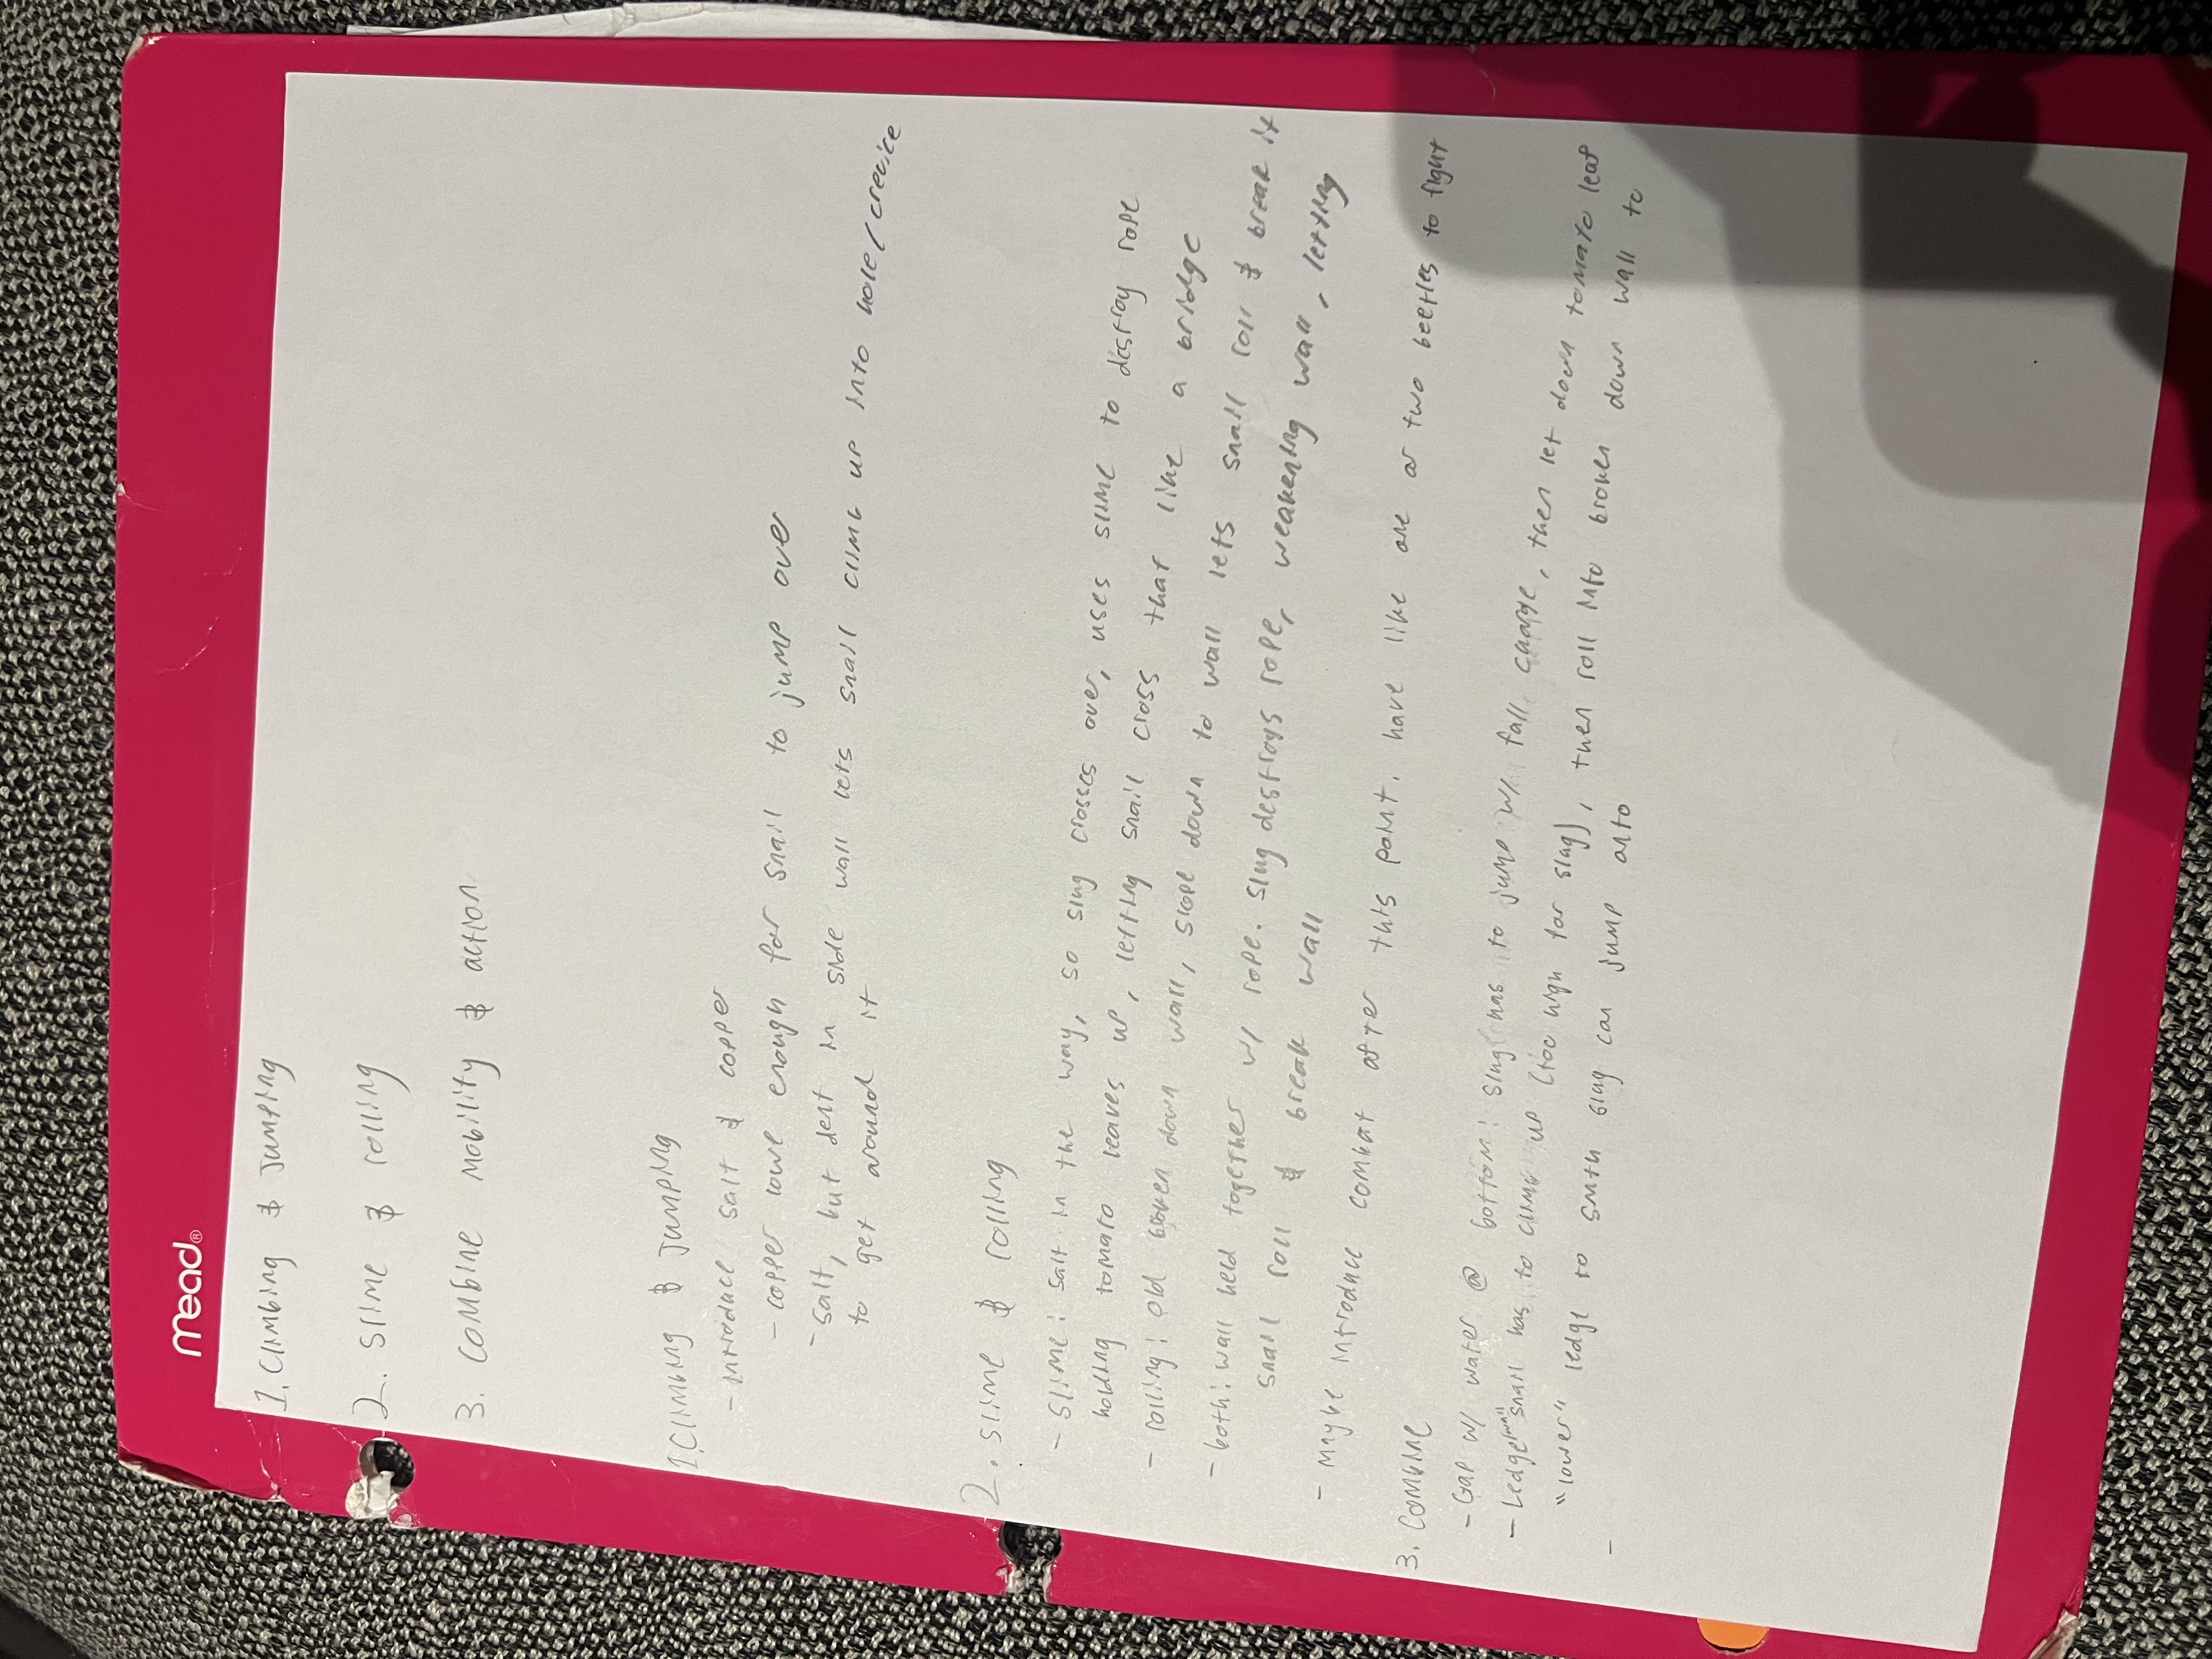 mead®
1. Climbing & Jumping
2. Slime & rolling
3. combine mobility & action
1. Climbing & Jumping
- introduce salt & copper
- copper lowe enough for snail to jump over
- salt, but dent in side wall lets snail climb up into hole/crevice
to get around it
2. slime & rolling
- slime: salt in the way, so slug crosses over, uses slime to destroy rope
holding tomato leaves up, letting snail cross that like a bridge
- rolling: old broken down wall, slope down to wall lets snail roll & break it
- both: wall held together w/ rope. slug destroys rope, weakening wall, letting
snail roll & break wall
- Maybe introduce combat after this point. have like one or two beetles to fight
3. Combine
- Gap w/ water @ bottom: slug has to jump w/ fall charge, then let down tomato leaf
- Ledge/wall snail has to climb up (too high for slug), then roll into broken down wall to
"lower" ledge to smth slug can jump onto
-